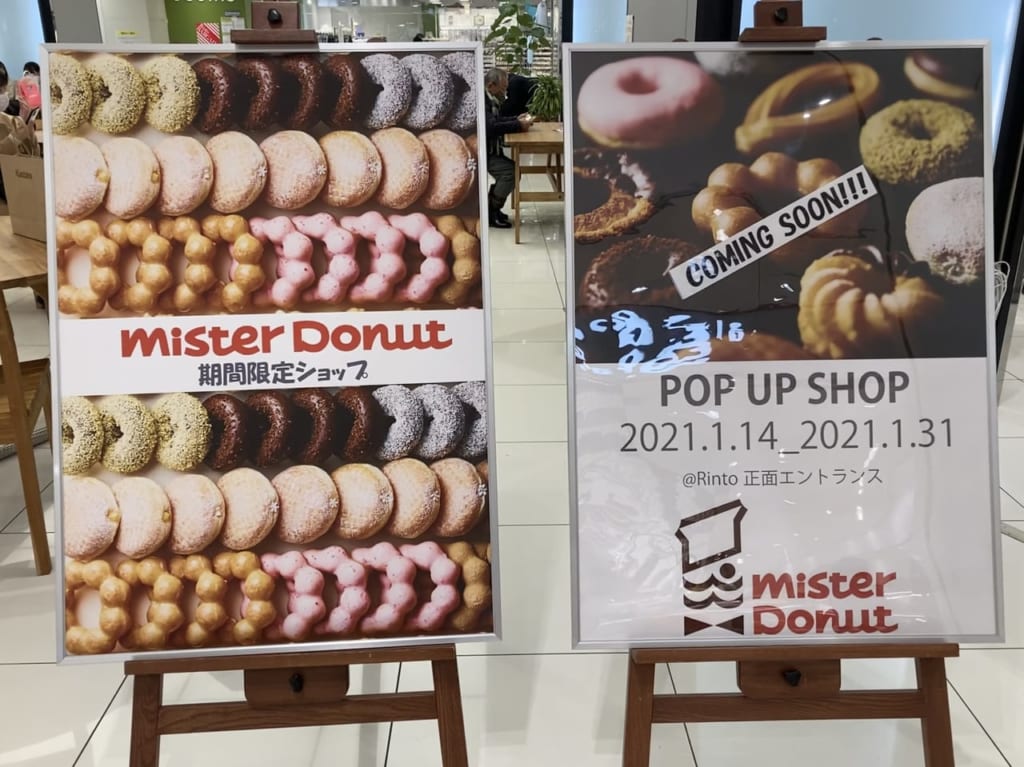 mister Donut
期間限定ショップ
COMING SOON!!!
POP UP SHOP
2021.1.14_2021.1.31
@Rinto 正面エントランス
mister
Donut